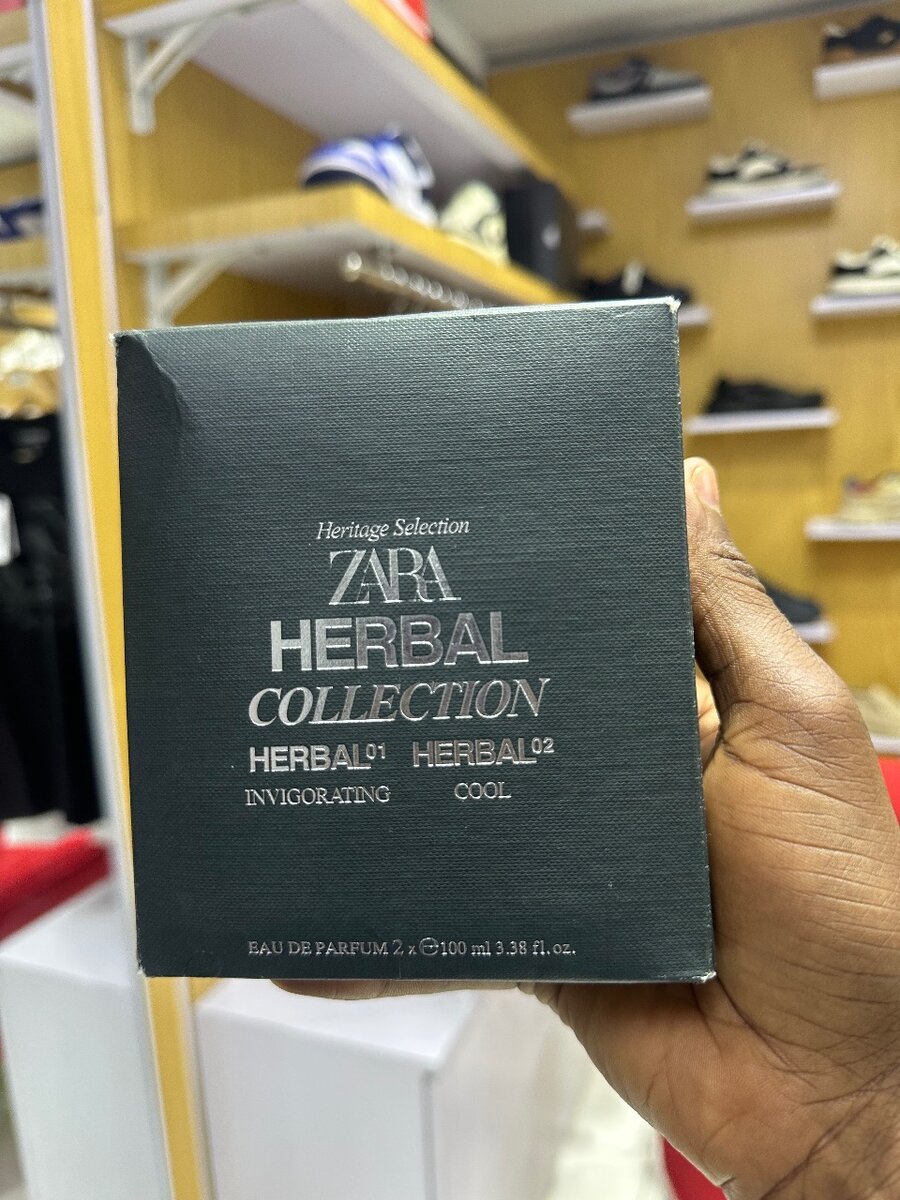 Heritage Selection
ZARA
HERBAL
COLLECTION
HERBAL⁰¹ HERBAL⁰²
INVIGORATING COOL
EAU DE PARFUM 2 x ℮100 ml 3.38 fl. oz.